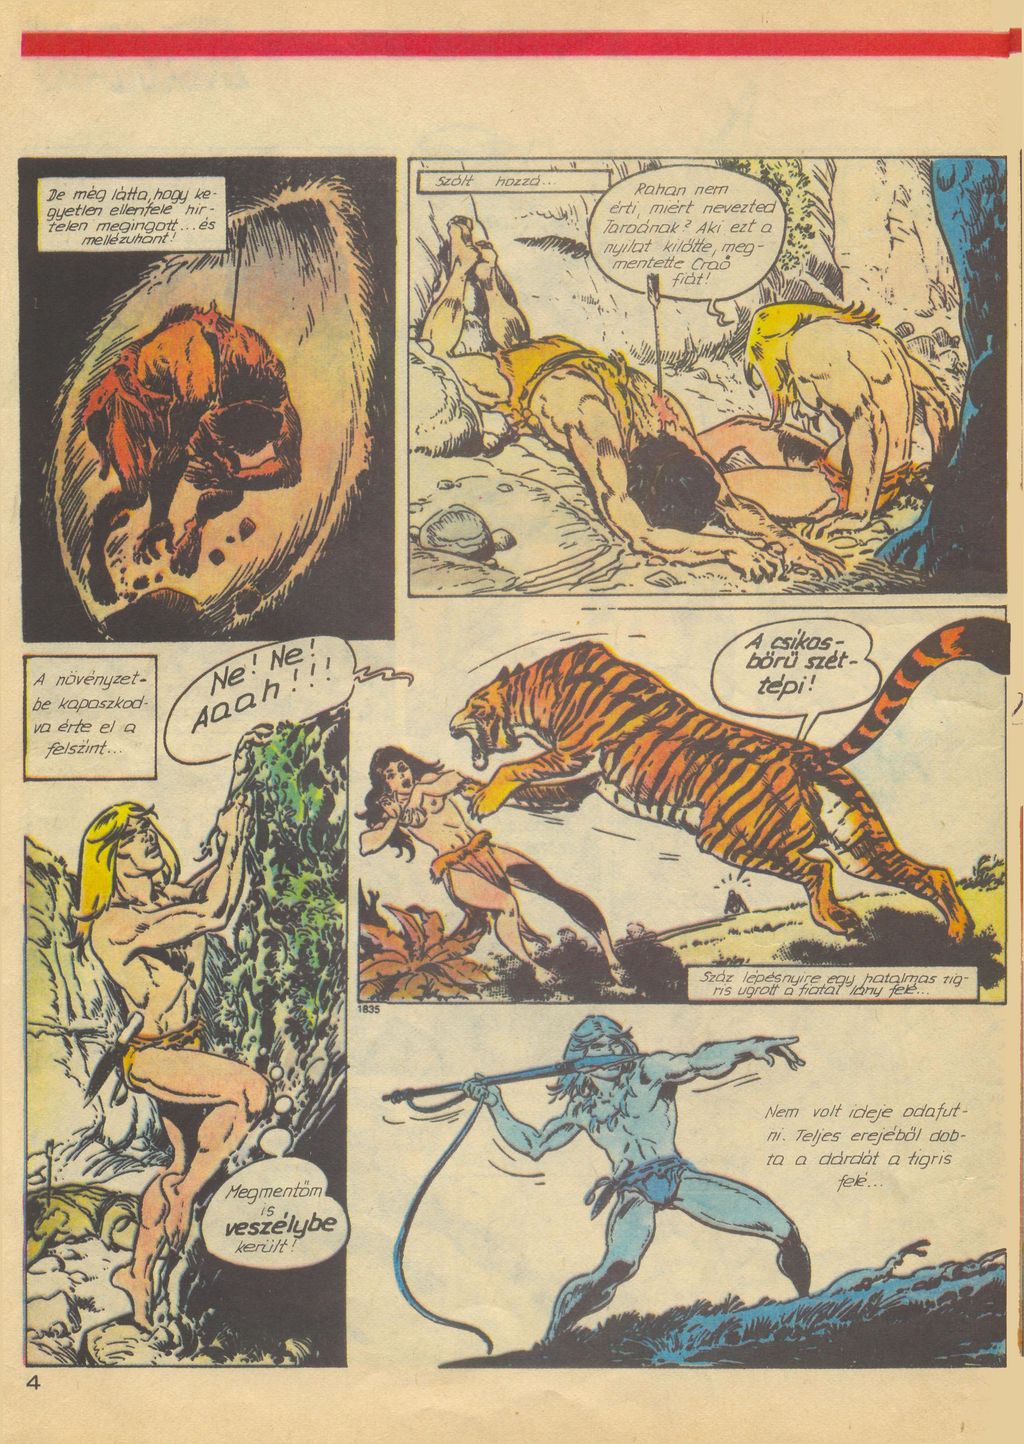 De még látta, hogy ke-
gyetlen ellenfele hir-
telen megingott... és
mellézuhant!
Szólt hozzá...
Rahan nem
érti, miért nevezted
Taroának? Aki ezt a
nyilat kilőtte, meg-
mentette Craó
fiát!
A növényzet-
be kapaszkod-
va érte el a
felszínt...
Ne! Ne!
Aaah!!!
A csíkos-
bőrű szét-
tépi!
Száz lépésnyire egy hatalmas tig-
ris ugrott a fiatal lány felé...
1835
Megmentőm
is
veszélybe
került!
Nem volt ideje odafut-
ni. Teljes erejéből dob-
ta a dárdát a tigris
felé...
4